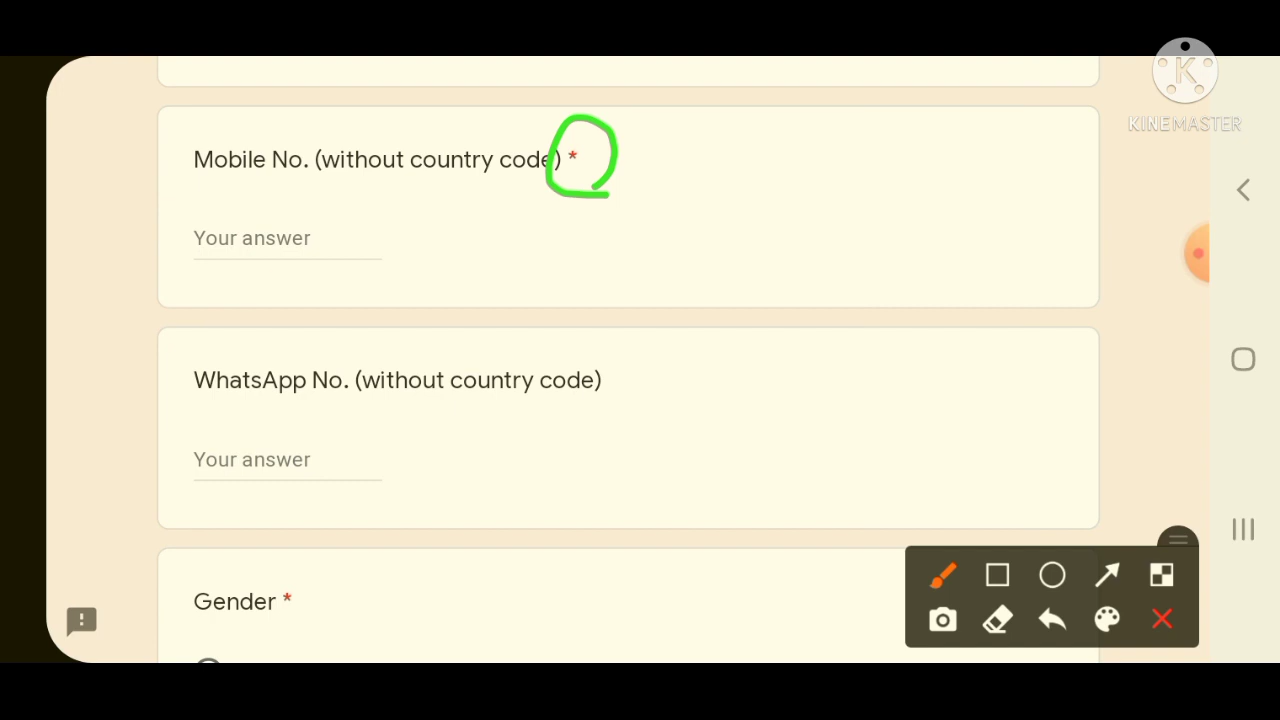 KINEMASTER
Mobile No. (without country code) *
Your answer
WhatsApp No. (without country code)
Your answer
Gender *